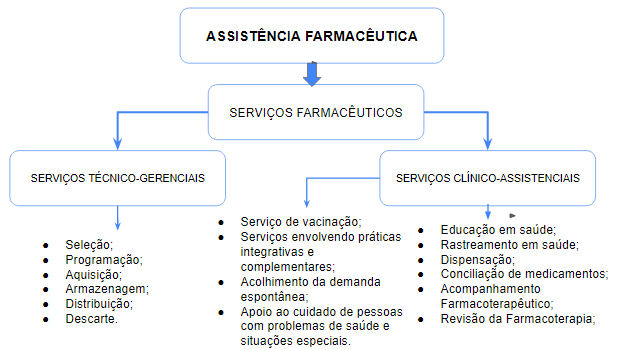 ASSISTÊNCIA FARMACÊUTICA
SERVIÇOS FARMACÊUTICOS
SERVIÇOS TÉCNICO-GERENCIAIS
● Seleção;
● Programação;
● Aquisição;
● Armazenagem;
● Distribuição;
● Descarte.
SERVIÇOS CLÍNICO-ASSISTENCIAIS
● Serviço de vacinação;
● Serviços envolvendo práticas
integrativas e
complementares;
● Acolhimento da demanda
espontânea;
● Apoio ao cuidado de pessoas
com problemas de saúde e
situações especiais.
● Educação em saúde;
● Rastreamento em saúde;
● Dispensação;
● Conciliação de medicamentos;
● Acompanhamento
Farmacoterapêutico;
● Revisão da Farmacoterapia;